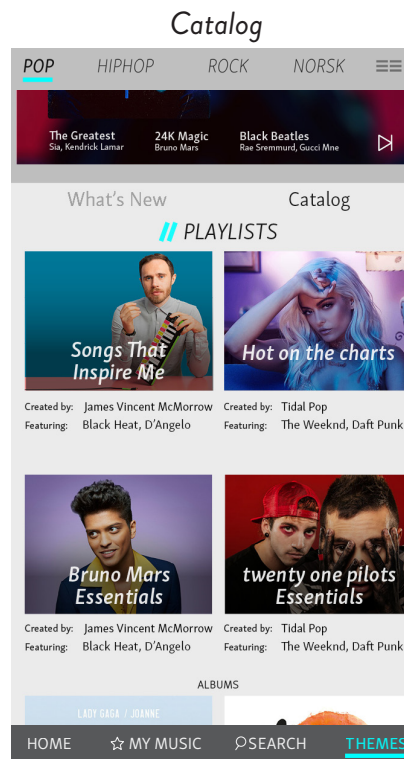 Catalog
POP HIPHOP ROCK NORSK
The Greatest 24K Magic Black Beatles
Sia, Kendrick Lamar Bruno Mars Rae Sremmurd, Gucci Mne
What's New Catalog
// PLAYLISTS
Songs That
Inspire Me
Hot on the charts
Created by: James Vincent McMorrow Created by: Tidal Pop
Featuring: Black Heat, D'Angelo Featuring: The Weeknd, Daft Punk
Bruno Mars
Essentials
twenty one pilots
Essentials
Created by: James Vincent McMorrow Created by: Tidal Pop
Featuring: Black Heat, D'Angelo Featuring: The Weeknd, Daft Punk
ALBUMS
LADY GAGA / JOANNE
HOME MY MUSIC SEARCH THEMES